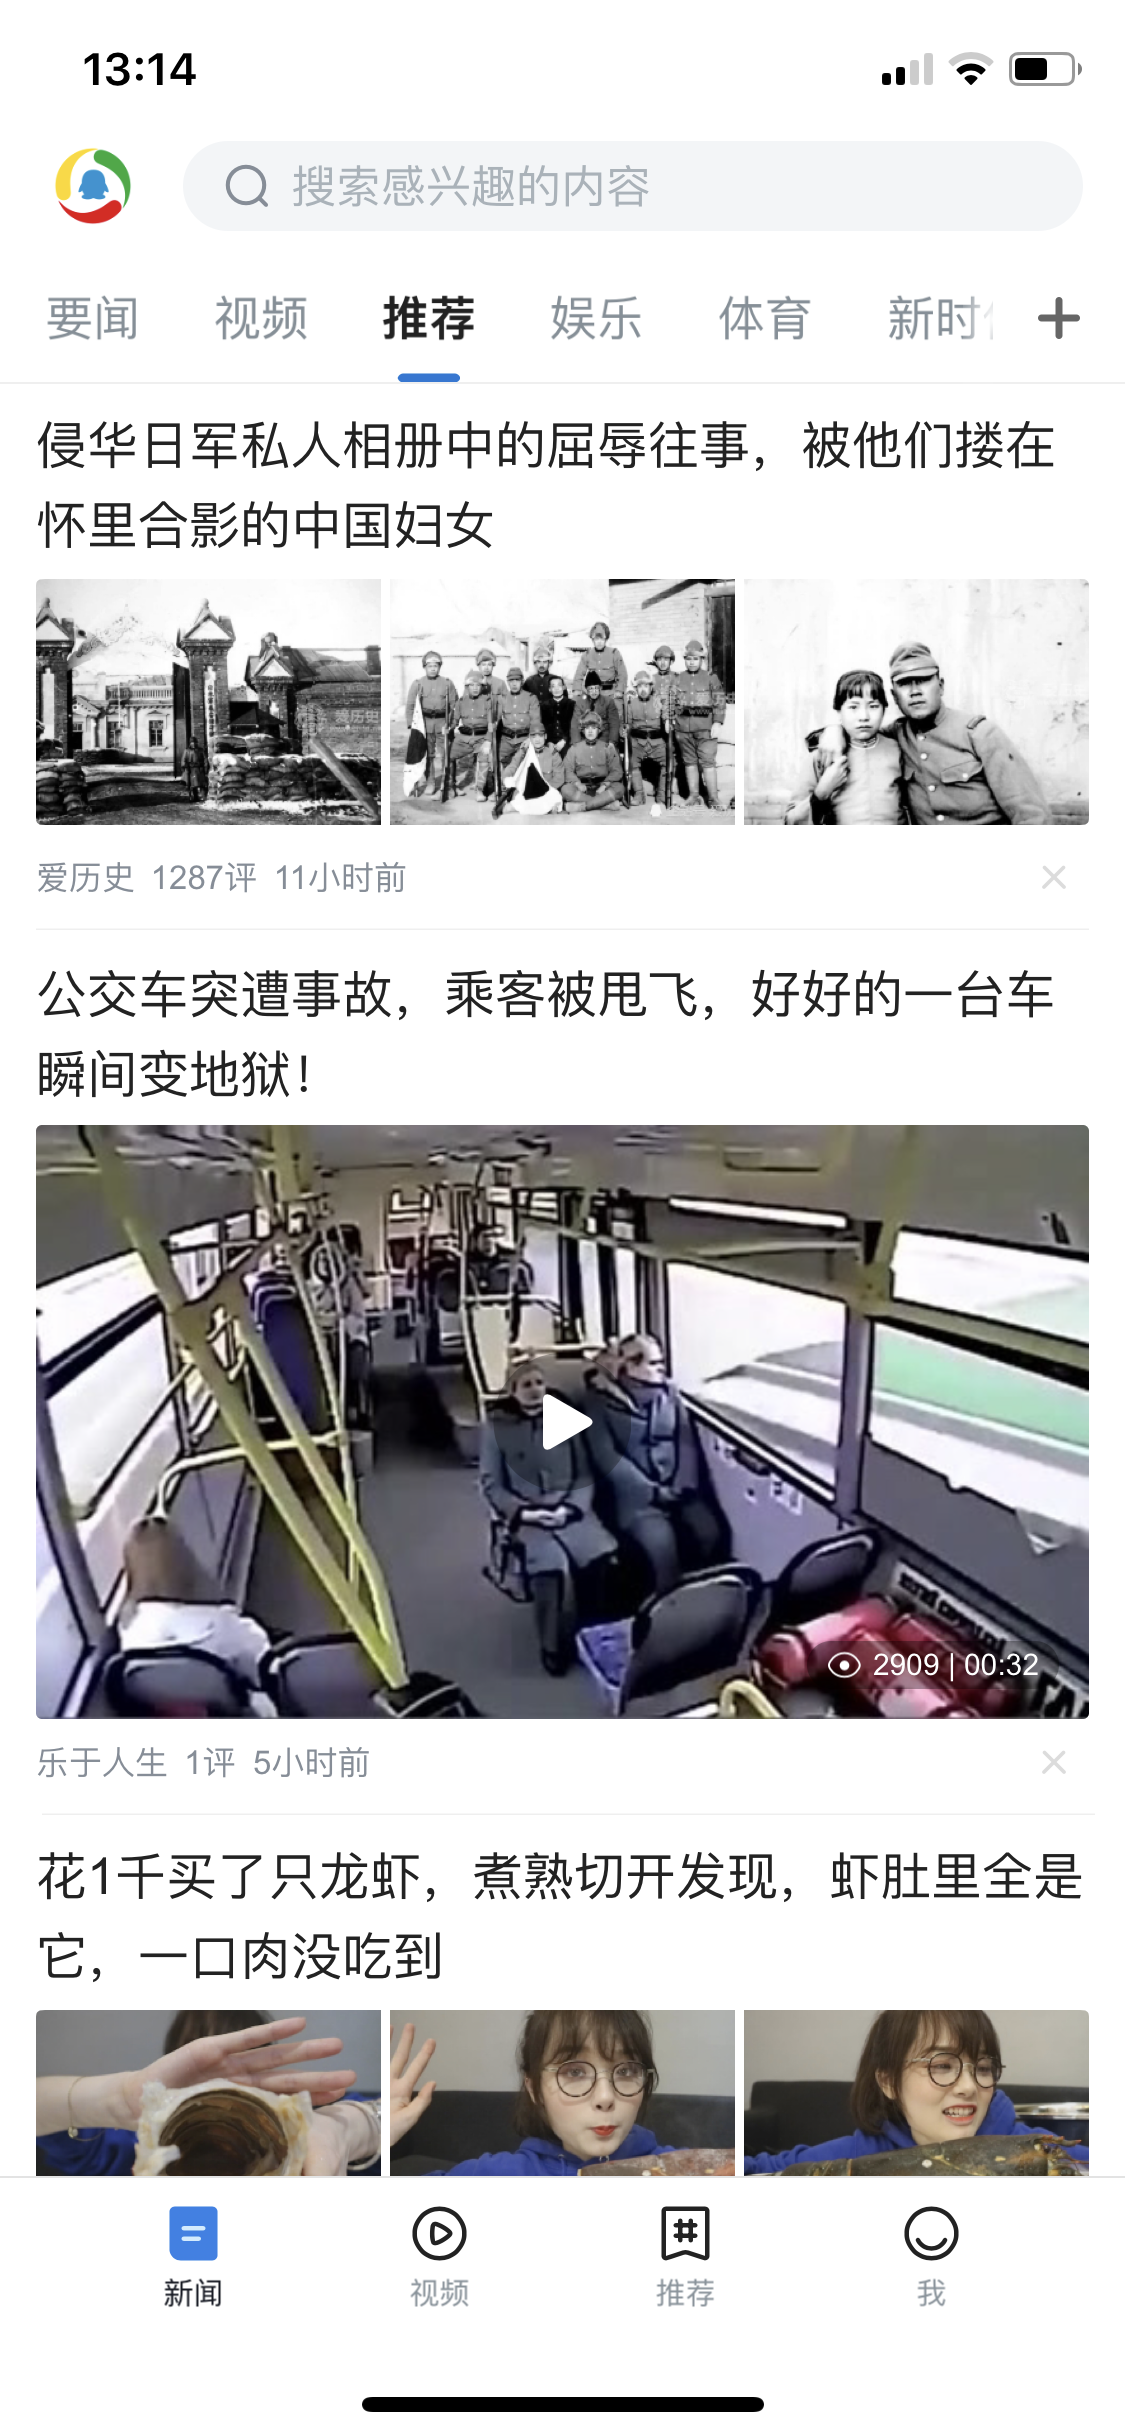 13:14
搜索感兴趣的内容
要闻 视频 推荐 娱乐 体育 新时
侵华日军私人相册中的屈辱往事，被他们搂在
怀里合影的中国妇女
爱历史 1287评 11小时前
公交车突遭事故，乘客被甩飞，好好的一台车
瞬间变地狱！
2909 | 00:32
乐于人生 1评 5小时前
花1千买了只龙虾，煮熟切开发现，虾肚里全是
它，一口肉没吃到
新闻 视频 推荐 我